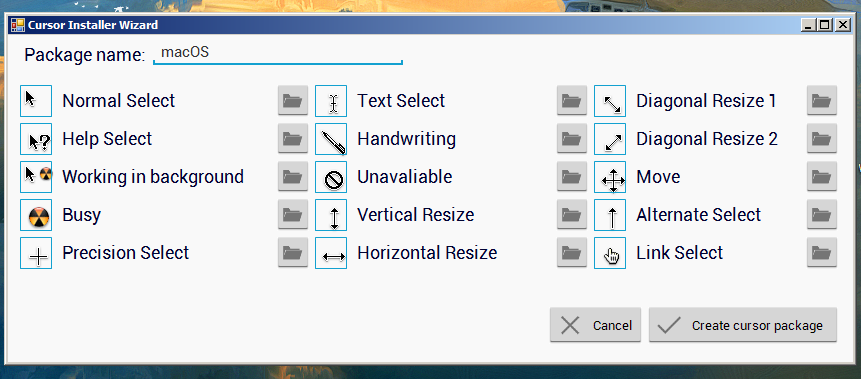 Cursor Installer Wizard
Package name: macOS
Normal Select
Text Select
Diagonal Resize 1
Help Select
Handwriting
Diagonal Resize 2
Working in background
Unavaliable
Move
Busy
Vertical Resize
Alternate Select
Precision Select
Horizontal Resize
Link Select
Cancel
Create cursor package